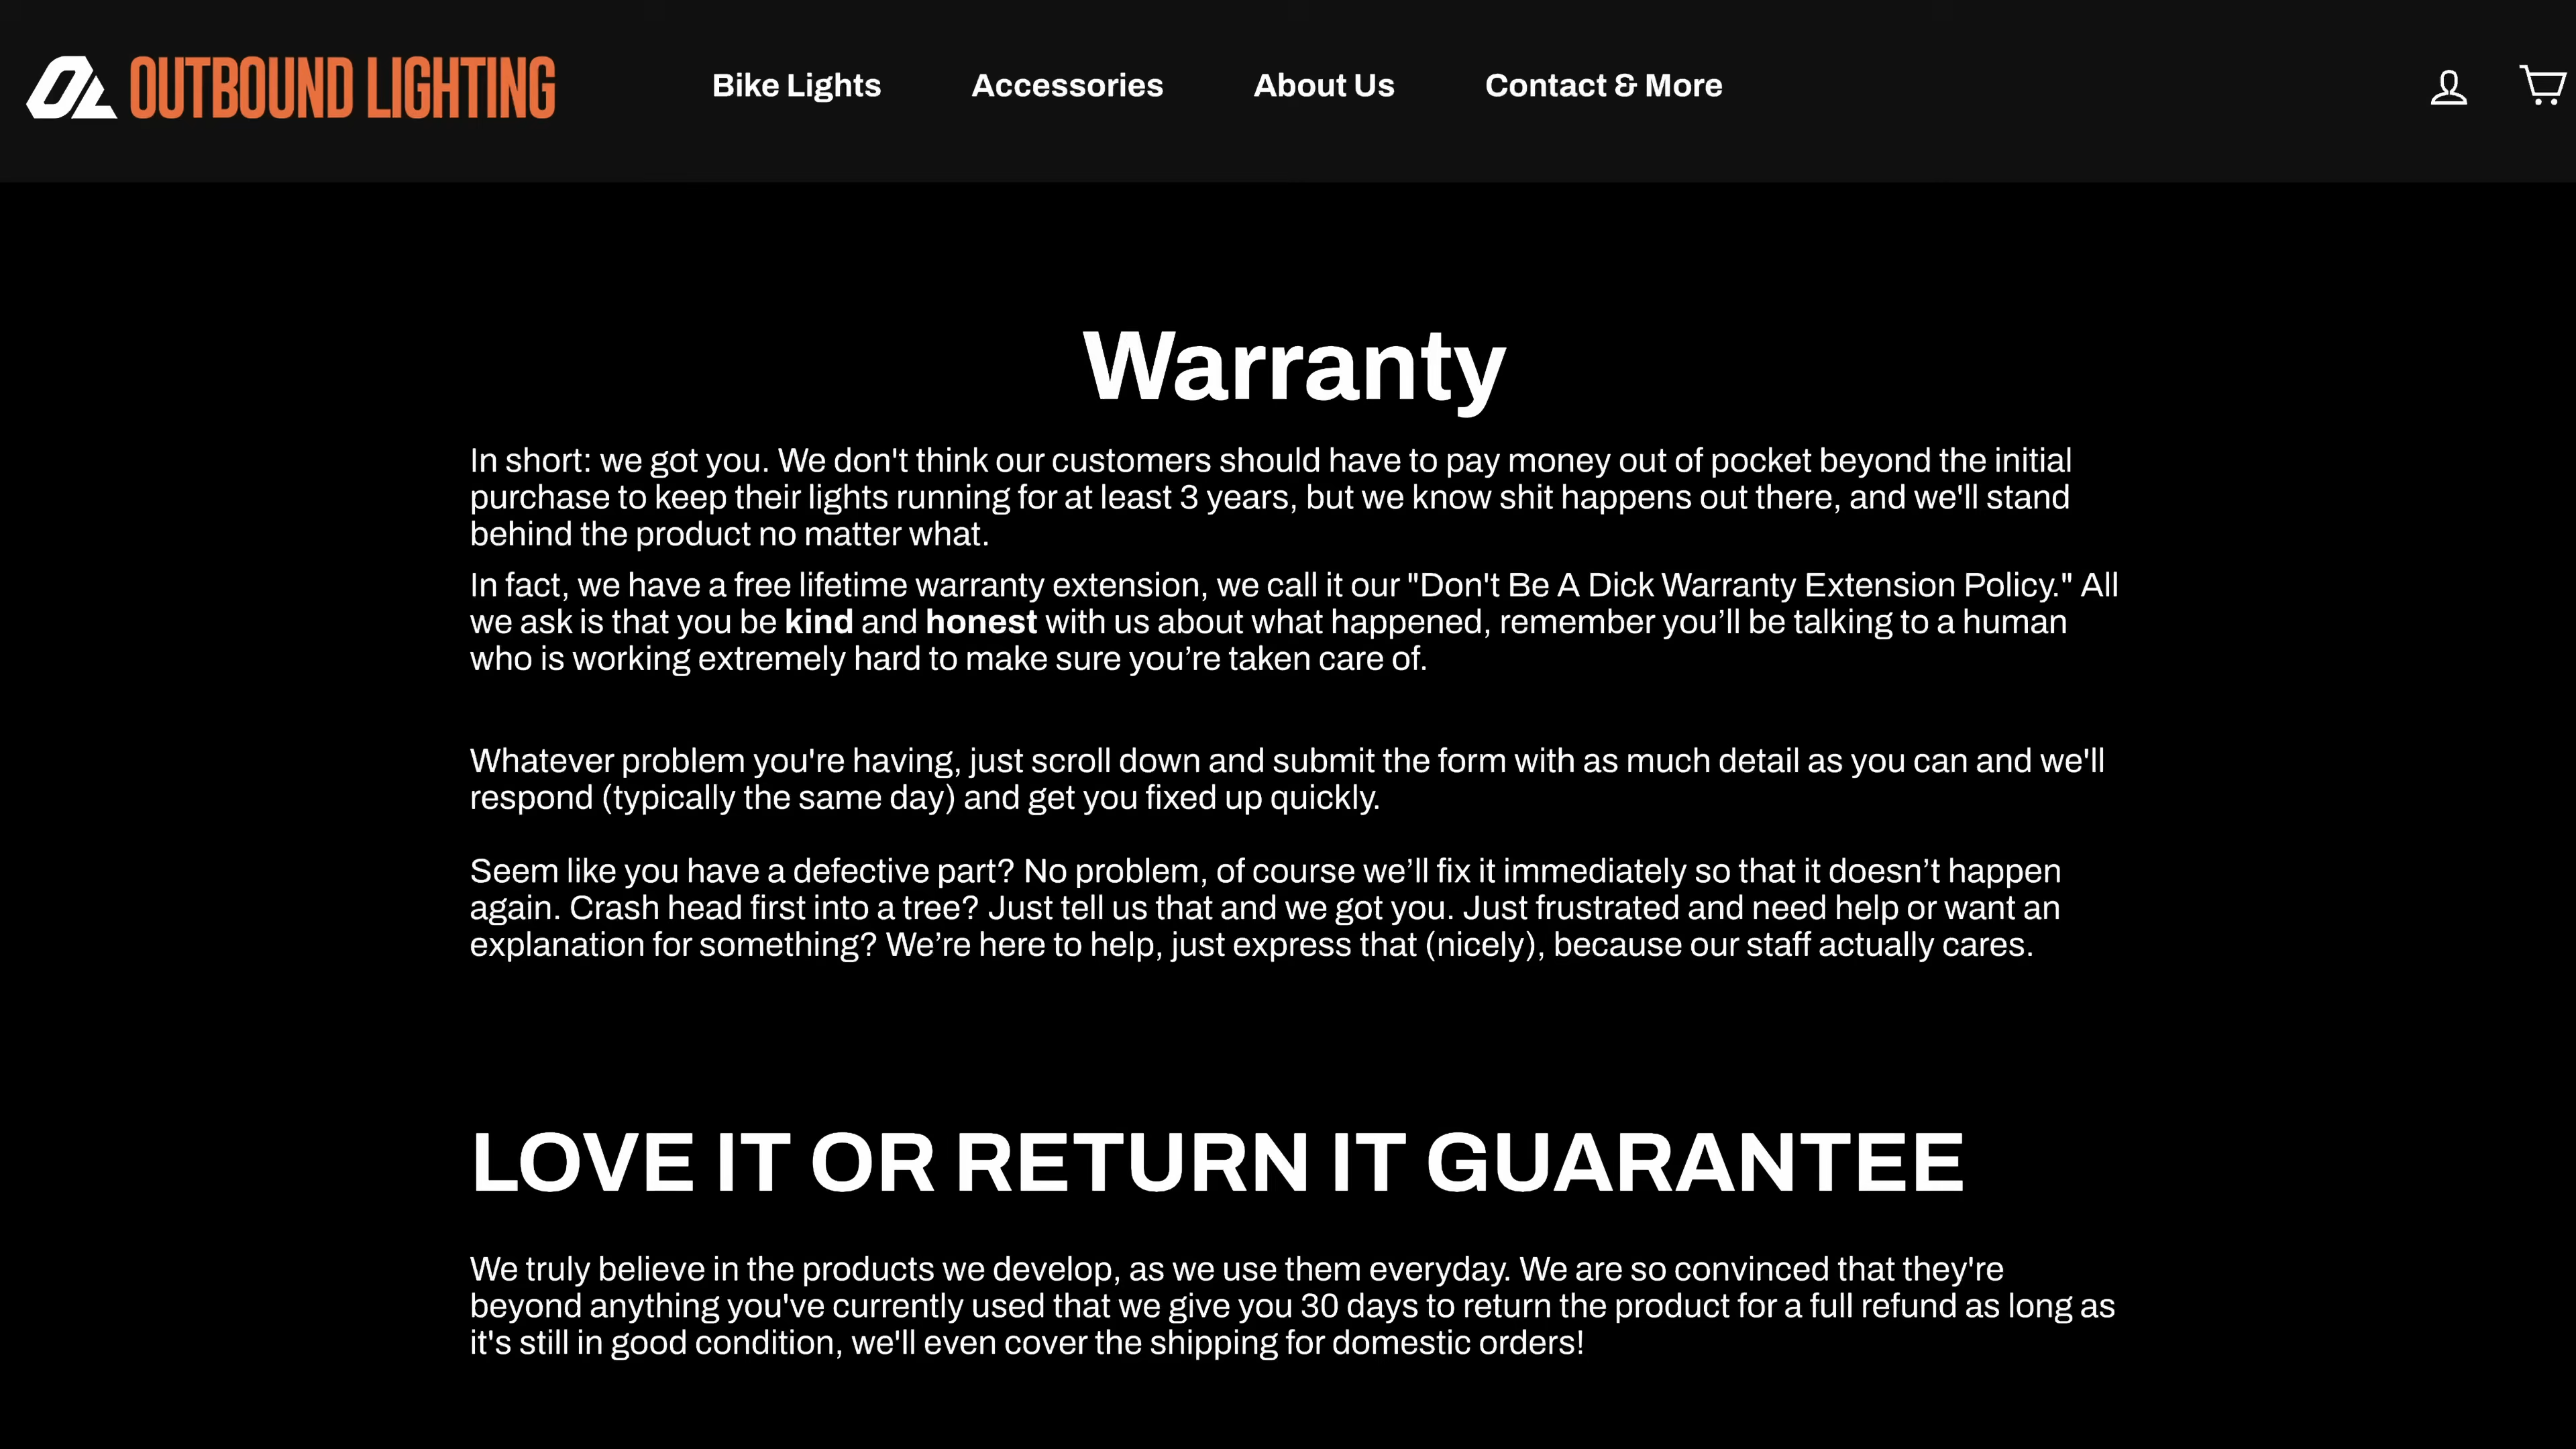 OL OUTBOUND LIGHTING
Bike Lights
Accessories
About Us
Contact & More
Warranty
In short: we got you. We don't think our customers should have to pay money out of pocket beyond the initial
purchase to keep their lights running for at least 3 years, but we know shit happens out there, and we'll stand
behind the product no matter what.
In fact, we have a free lifetime warranty extension, we call it our "Don't Be A Dick Warranty Extension Policy." All
we ask is that you be kind and honest with us about what happened, remember you’ll be talking to a human
who is working extremely hard to make sure you’re taken care of.
Whatever problem you're having, just scroll down and submit the form with as much detail as you can and we'll
respond (typically the same day) and get you fixed up quickly.
Seem like you have a defective part? No problem, of course we’ll fix it immediately so that it doesn’t happen
again. Crash head first into a tree? Just tell us that and we got you. Just frustrated and need help or want an
explanation for something? We’re here to help, just express that (nicely), because our staff actually cares.
LOVE IT OR RETURN IT GUARANTEE
We truly believe in the products we develop, as we use them everyday. We are so convinced that they're
beyond anything you've currently used that we give you 30 days to return the product for a full refund as long as
it's still in good condition, we'll even cover the shipping for domestic orders!